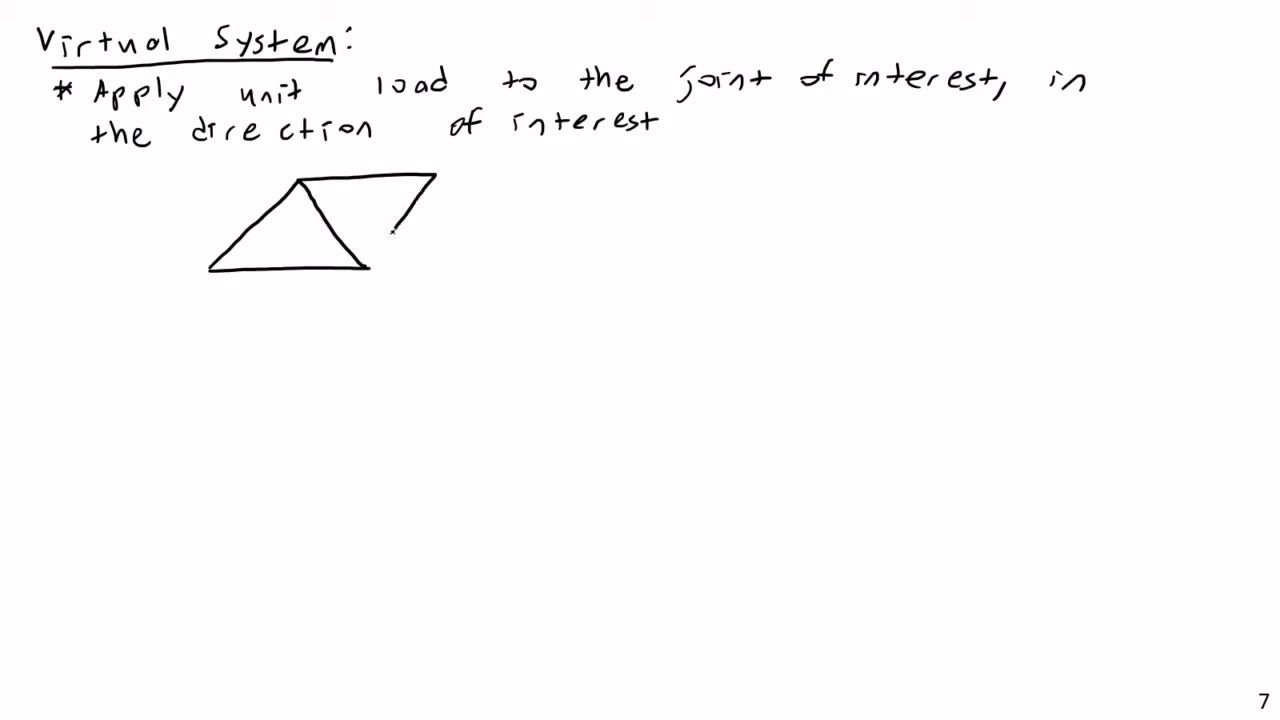 Virtual System:
* Apply unit load to the joint of interest, in
the direction of interest
7